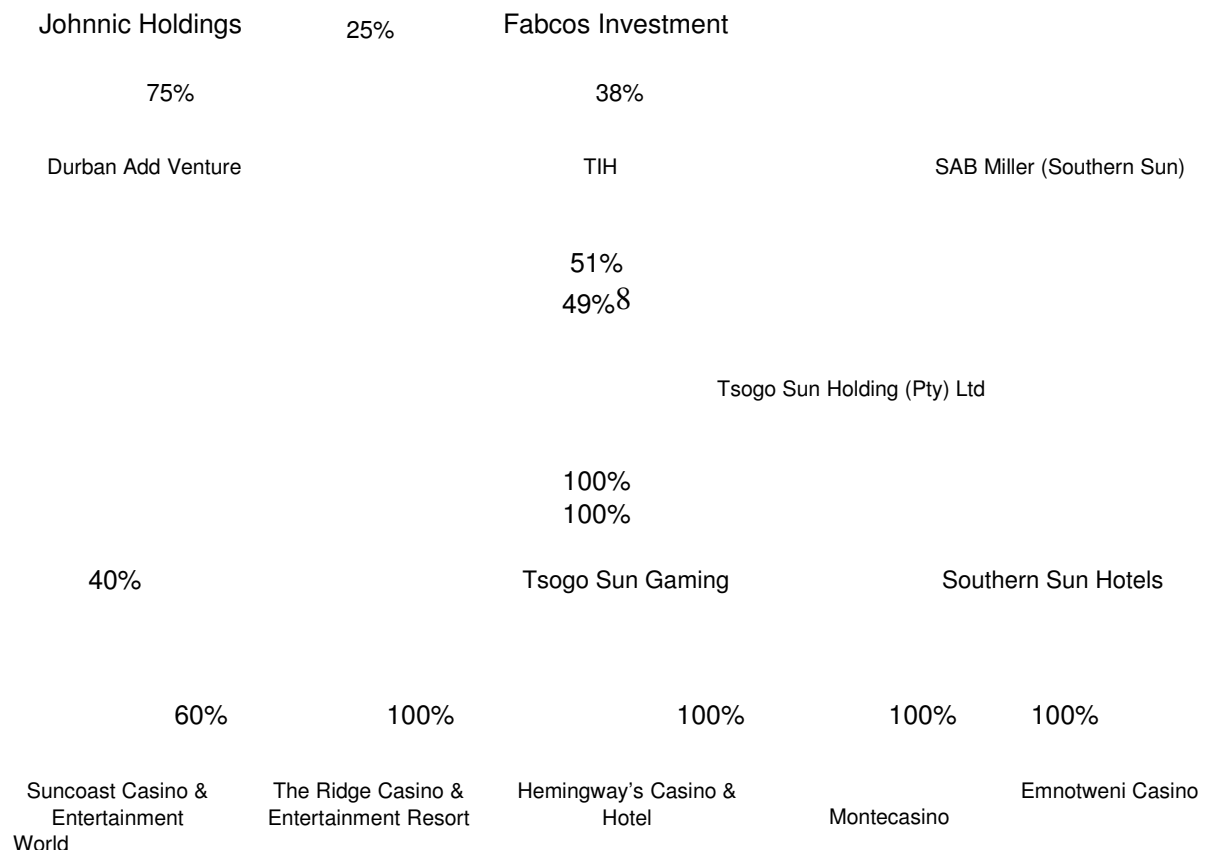 Johnnic Holdings 25% Fabcos Investment
75% 38%
Durban Add Venture TIH SAB Miller (Southern Sun)
51%
49%8
Tsogo Sun Holding (Pty) Ltd
100%
100%
40% Tsogo Sun Gaming Southern Sun Hotels
60% 100% 100% 100% 100%
Suncoast Casino & The Ridge Casino & Hemingway's Casino & Emnotweni Casino
Entertainment Entertainment Resort Hotel Montecasino
World